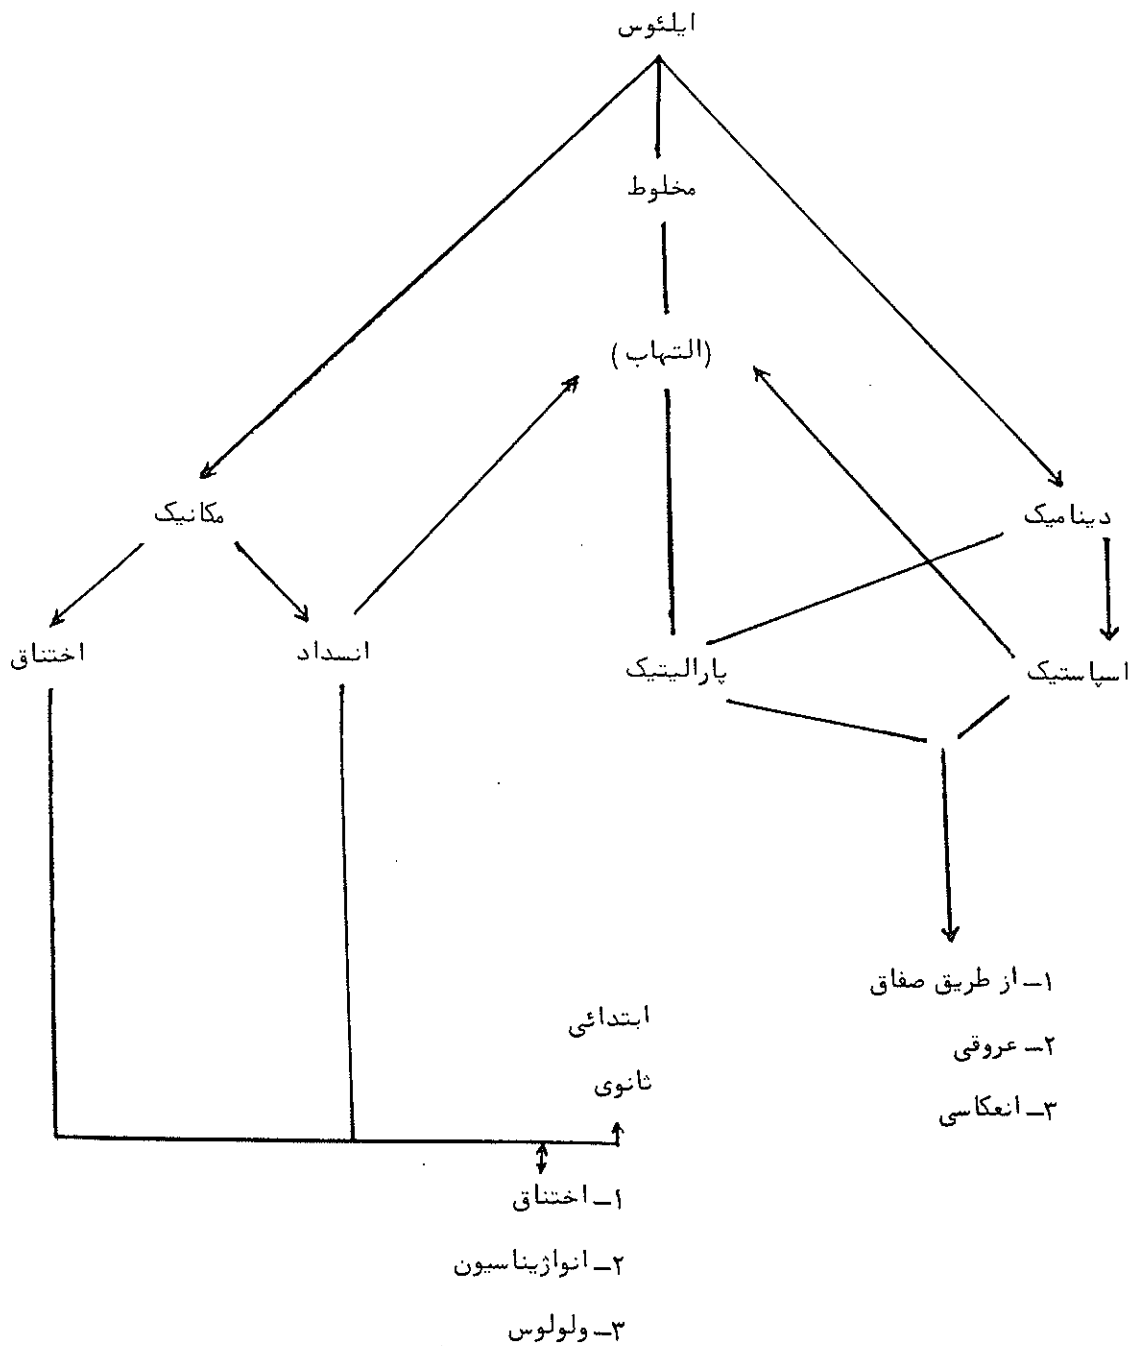 ایلئوس
مخلوط
(التهاب)
دینامیک
مکانیک
اسپاستیک
پارالیتیک
انسداد
اختناق
۱ـ از طریق صفاق
۲ـ عروقی
۳ـ انعکاسی
ابتدائی
ثانوی
۱ـ اختناق
۲ـ انواژیناسیون
۳ـ ولولوس